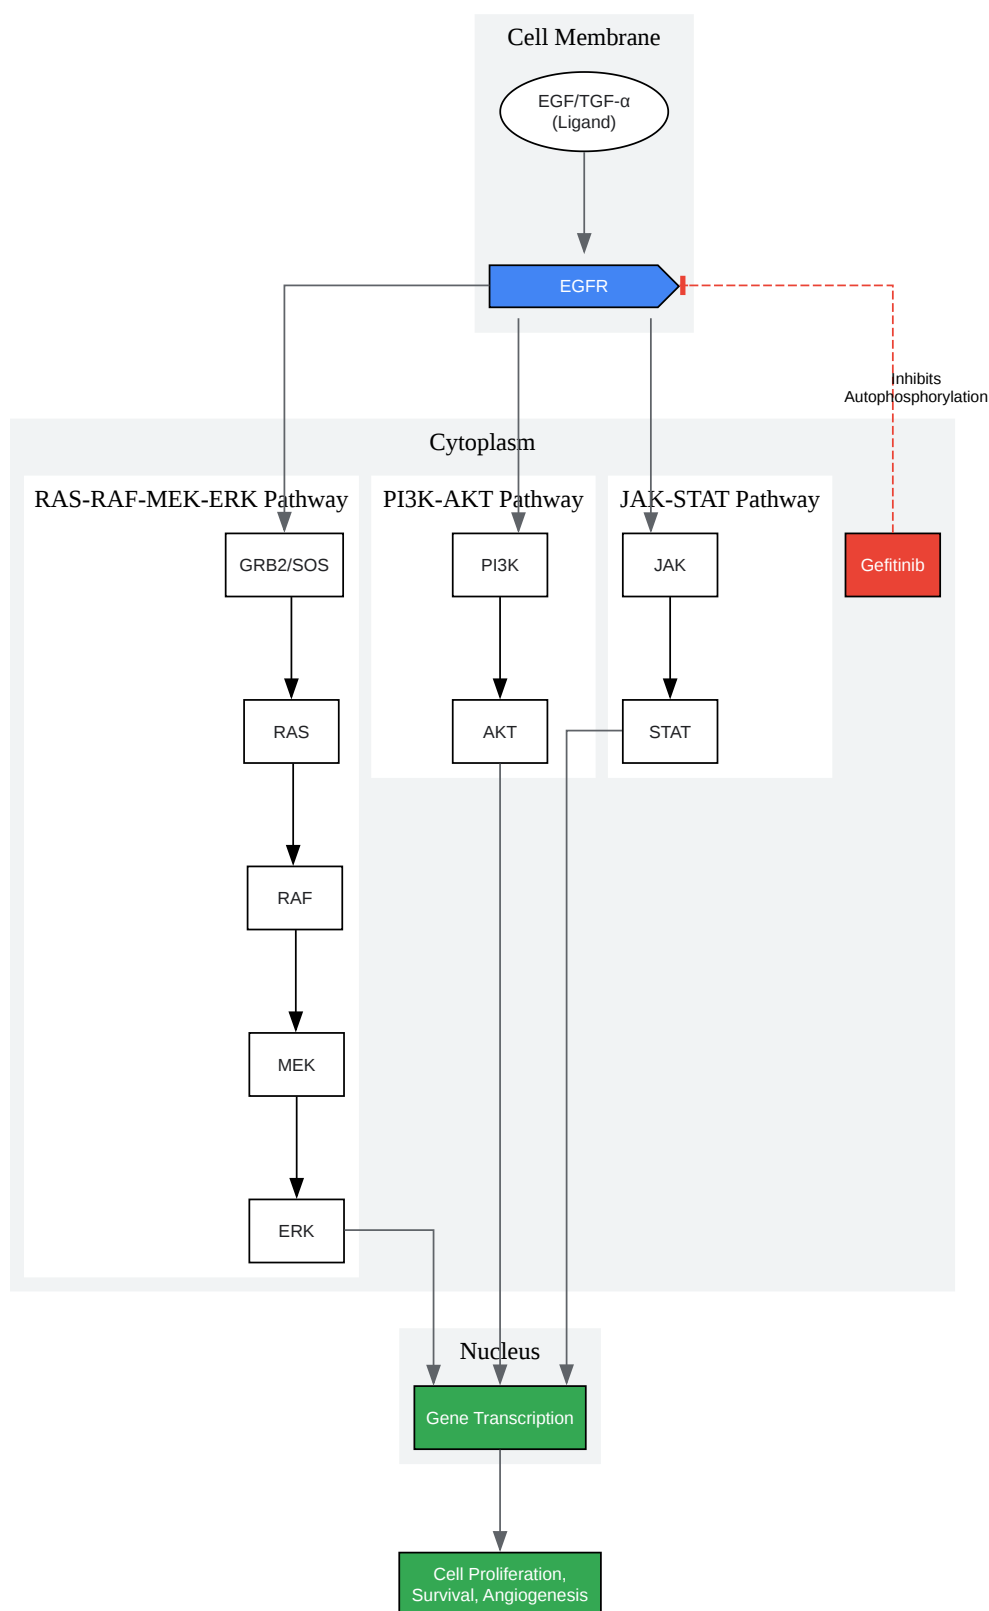 Cell Membrane
EGF/TGF-α
(Ligand)
EGFR
Inhibits
Autophosphorylation
Cytoplasm
RAS-RAF-MEK-ERK Pathway
PI3K-AKT Pathway
JAK-STAT Pathway
GRB2/SOS
PI3K
JAK
Gefitinib
RAS
AKT
STAT
RAF
MEK
ERK
Nucleus
Gene Transcription
Cell Proliferation,
Survival, Angiogenesis